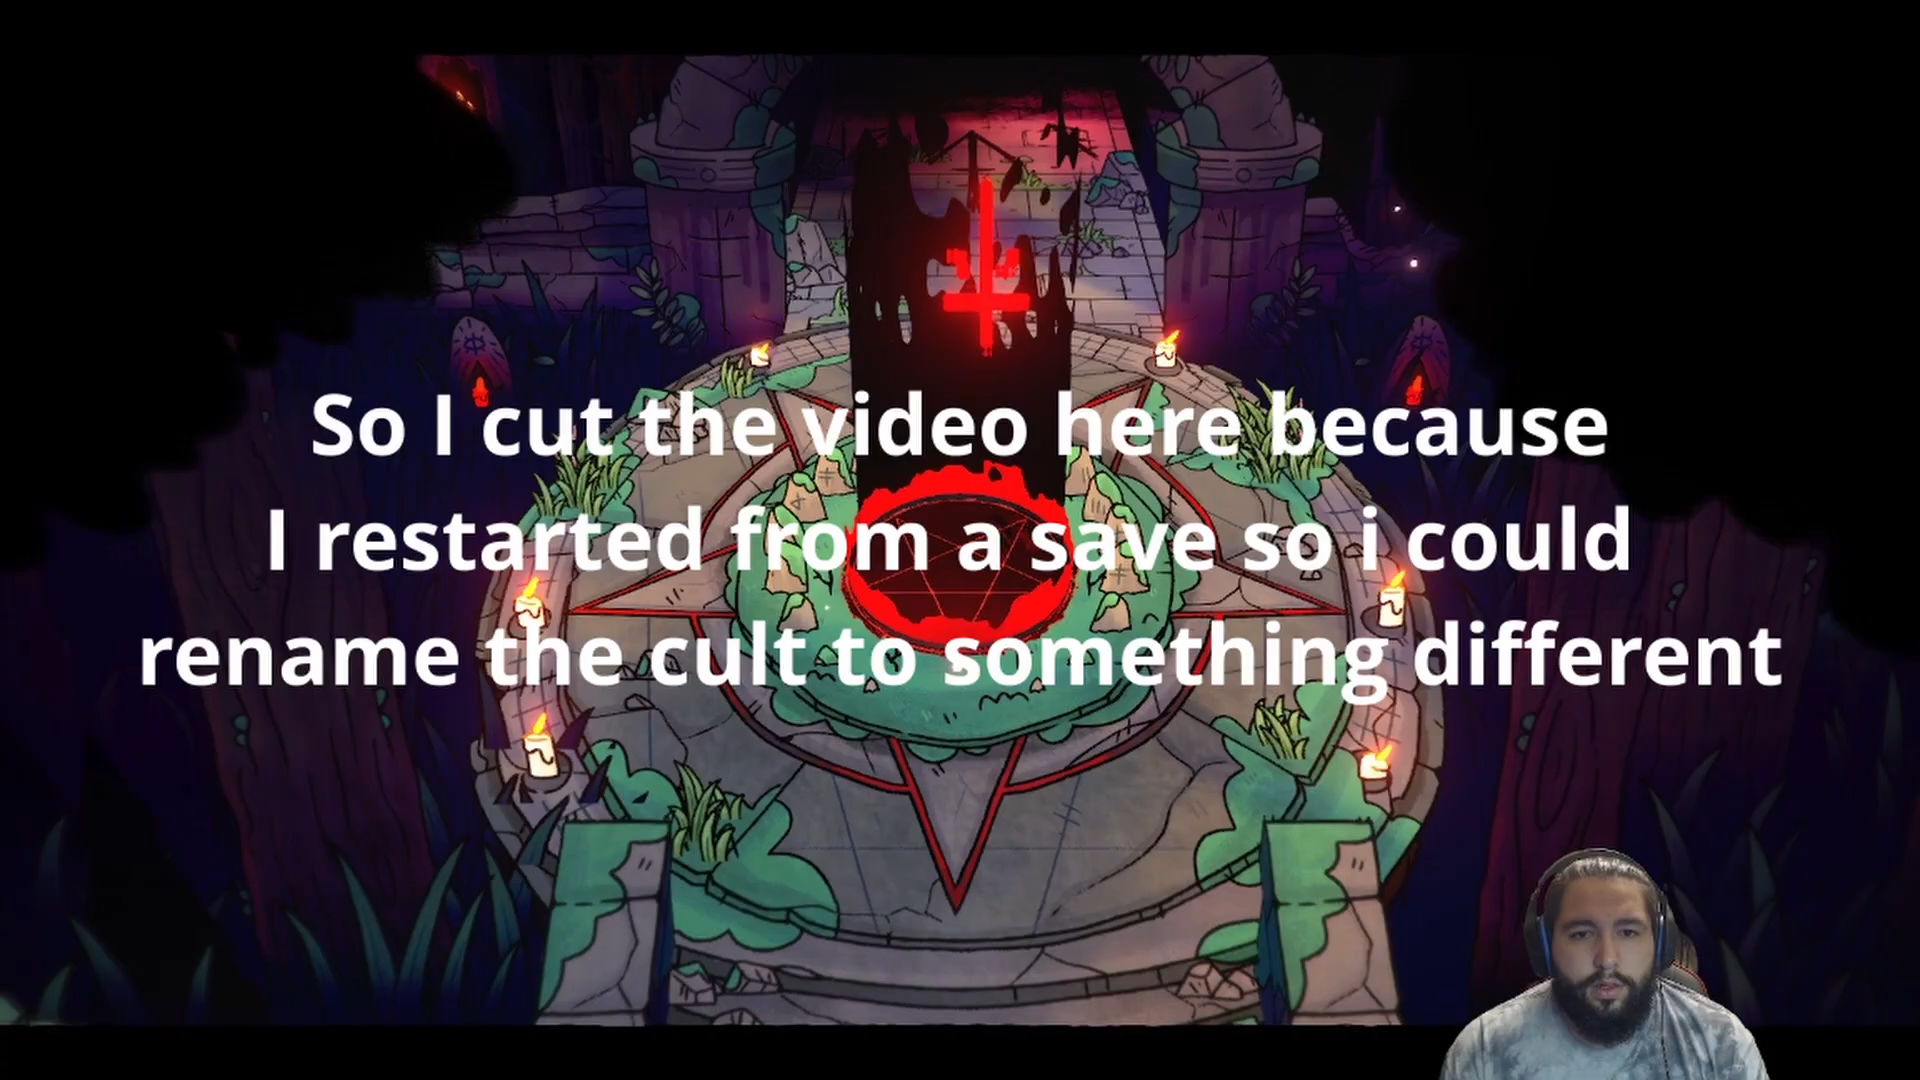 So I cut the video here because
I restarted from a save so i could
rename the cult to something different